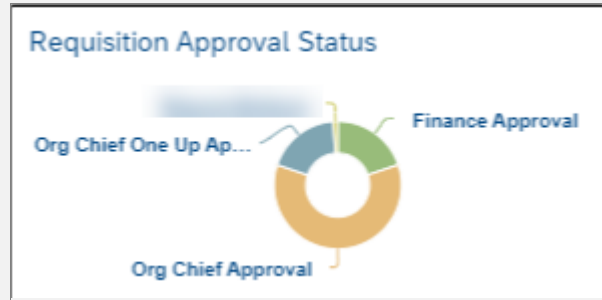 Requisition Approval Status
Finance Approval
Org Chief One Up Ap...
Org Chief Approval